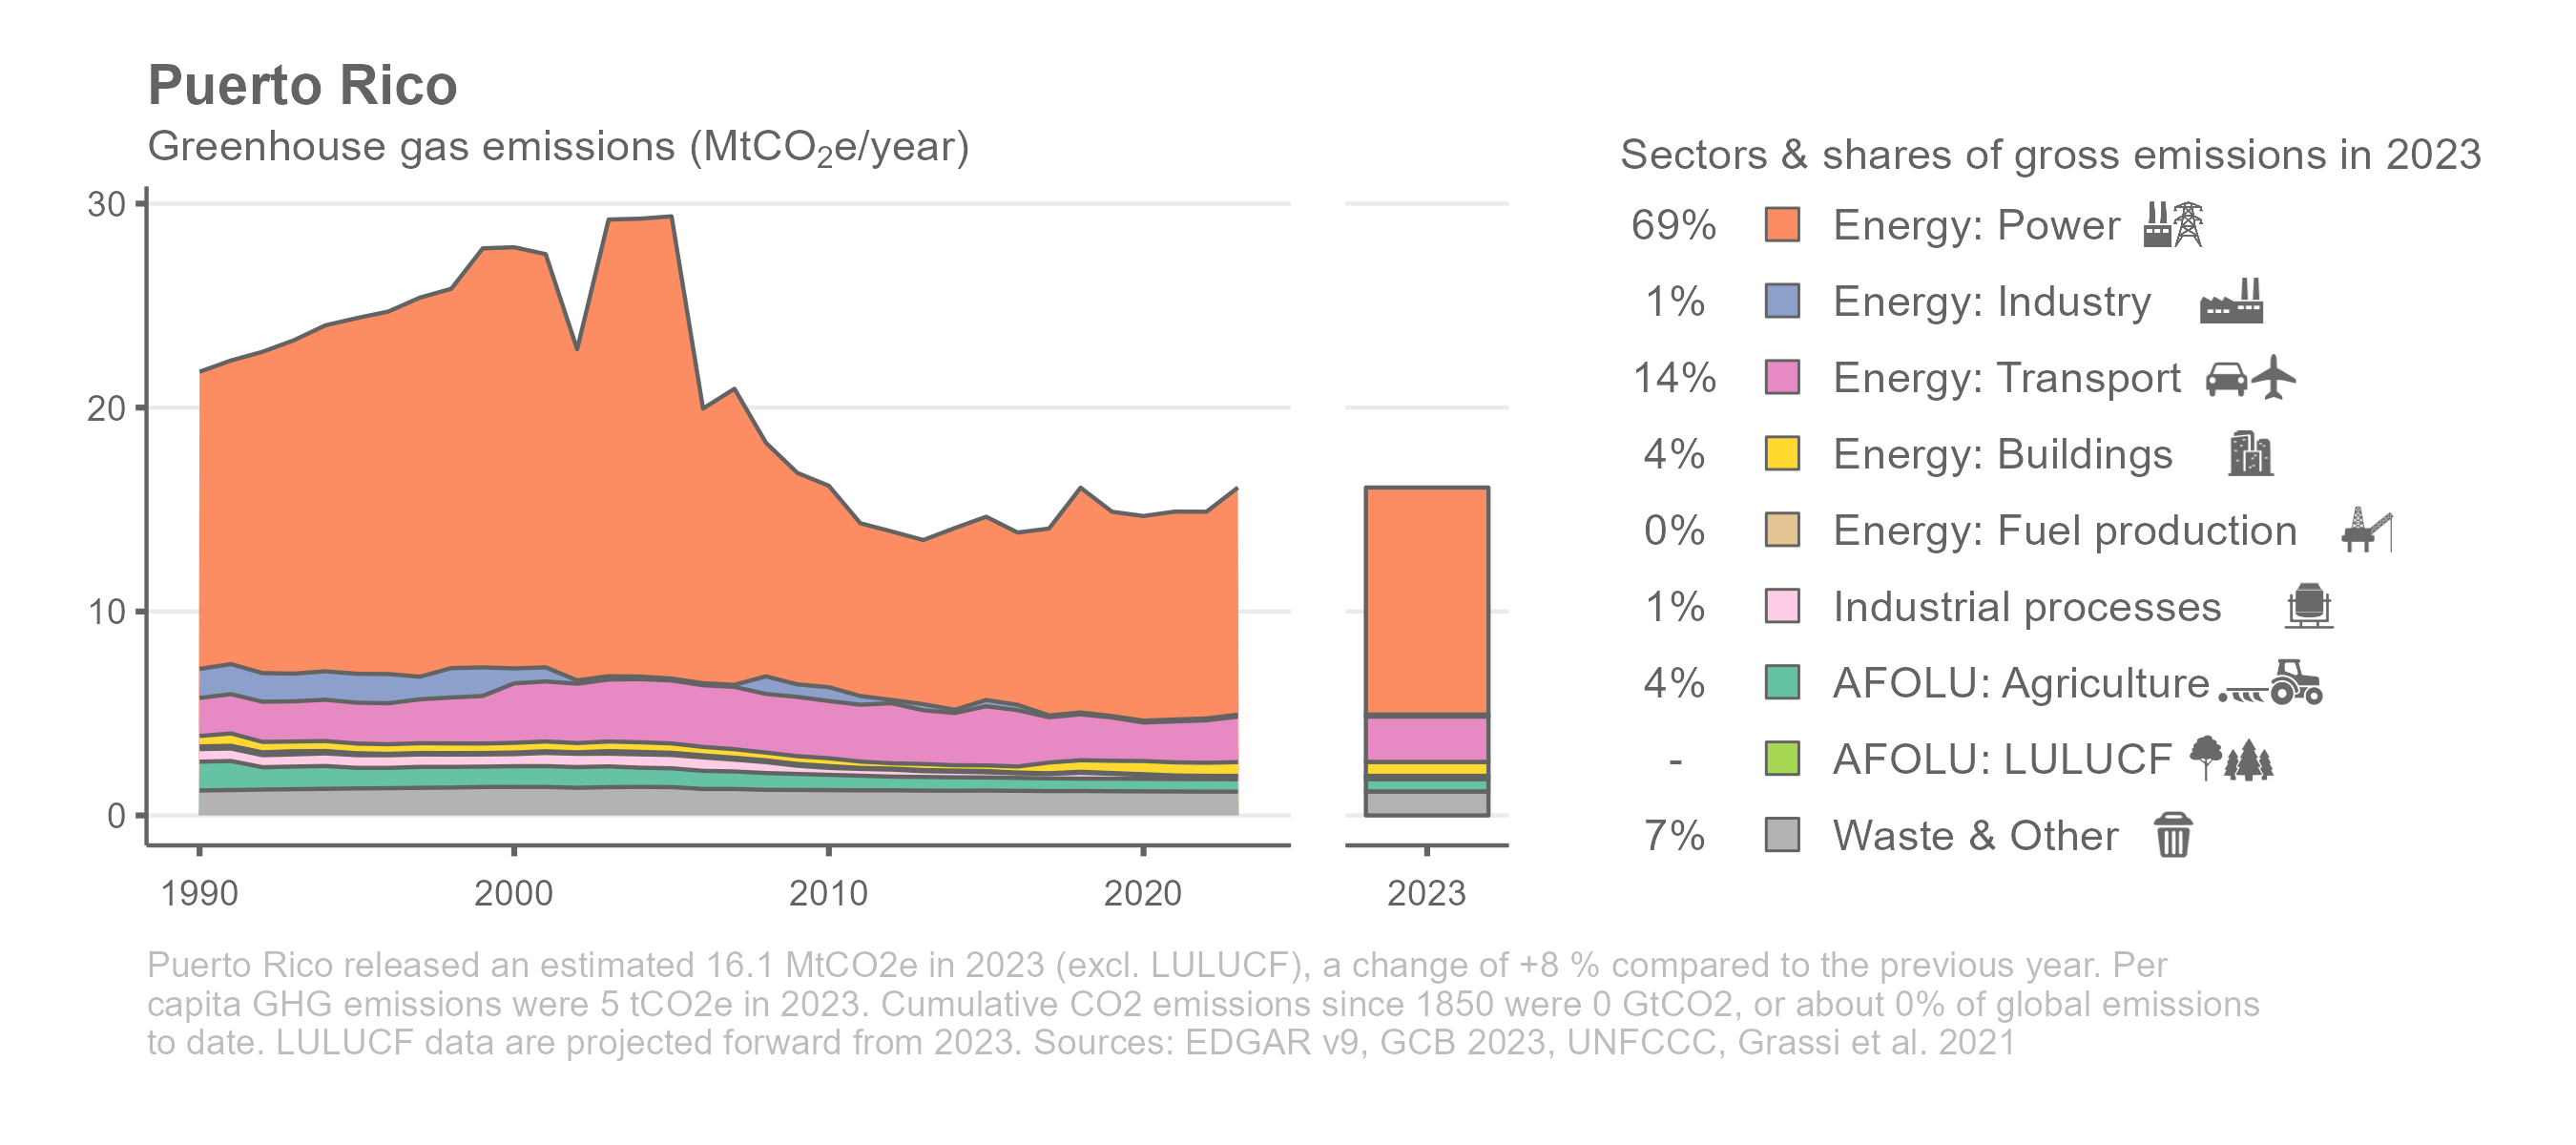 Puerto Rico
Greenhouse gas emissions (MtCO₂e/year)
30
20
10
0
1990
2000
2010
2020
2023
Sectors & shares of gross emissions in 2023
69% Energy: Power
1% Energy: Industry
14% Energy: Transport
4% Energy: Buildings
0% Energy: Fuel production
1% Industrial processes
4% AFOLU: Agriculture
- AFOLU: LULUCF
7% Waste & Other
Puerto Rico released an estimated 16.1 MtCO2e in 2023 (excl. LULUCF), a change of +8 % compared to the previous year. Per
capita GHG emissions were 5 tCO2e in 2023. Cumulative CO2 emissions since 1850 were 0 GtCO2, or about 0% of global emissions
to date. LULUCF data are projected forward from 2023. Sources: EDGAR v9, GCB 2023, UNFCCC, Grassi et al. 2021